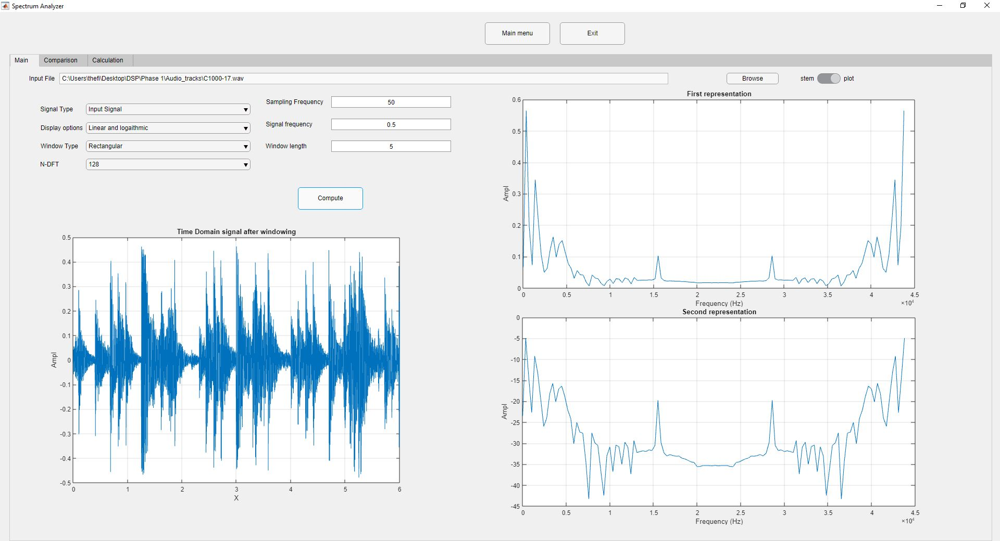 Spectrum Analyzer
Main menu
Exit
Main
Comparison
Calculation
Input File
C:\Users\thefi\Desktop\DSP\Phase 1\Audio_tracks\C1000-17.wav
Browse
stem
plot
Signal Type
Input Signal
Display options
Linear and logaithmic
Window Type
Rectangular
N-DFT
128
Sampling Frequency
50
Signal frequency
0.5
Window length
5
Compute
Time Domain signal after windowing
0.5
0.4
0.3
0.2
0.1
0
-0.1
-0.2
-0.3
-0.4
-0.5
Ampl
0 1 2 3 4 5 6
X
First representation
0.6
0.5
0.4
0.3
0.2
0.1
0
Ampl
0 0.5 1 1.5 2 2.5 3 3.5 4 4.5
Frequency (Hz)
×10⁴
Second representation
0
-5
-10
-15
-20
-25
-30
-35
-40
-45
Ampl
0 0.5 1 1.5 2 2.5 3 3.5 4 4.5
Frequency (Hz)
×10⁴